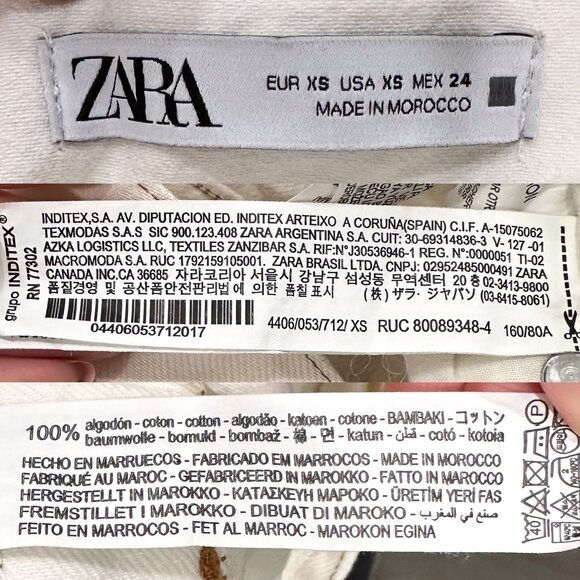 ZARA
EUR XS USA XS MEX 24
MADE IN MOROCCO
grupo INDITEX®
RN 77302
INDITEX,S.A. AV. DIPUTACION ED. INDITEX ARTEIXO A CORUÑA(SPAIN) C.I.F. A-15075062
TEXMODAS S.A.S SIC 900.123.408 ZARA ARGENTINA S.A. CUIT: 30-69314836-3 V-127 -01
AZKA LOGISTICS LLC, TEXTILES ZANZIBAR S.A. RIF:N°J30536946-1 REG:N°0000051 TI-02
MACROMODA S.A. RUC 1792159105001. ZARA BRASIL LTDA. CNPJ: 02952485000491 ZARA
CANADA INC.CA 36685 자라코리아 서울시 강남구 삼성동 무역센터 20 층 02-3413-9800
품질경영 및 공산품안전관리법에 의한 품질표시 (株) ザラ・ジャパン (03-6415-8061)
04406053712017
4406/053/712/ XS RUC 80089348-4 160/80A
100% algodón - coton - cotton - algodão - katoen - cotone - ΒΑΜΒΑΚΙ - コットン
baumwolle - bomuki - bombaž - 棉 - 면 - katun - قطن - cotó - kotoia
HECHO EN MARRUECOS - FABRICADO EM MARROCOS - MADE IN MOROCCO
FABRIQUÉ AU MAROC - GEFABRICEERD IN MAROKKO - FATTO IN MAROCCO
HERGESTELLT IN MAROKKO - ΚΑΤΑΣΚΕΥΗ ΜΑΡΟΚΟ - ÜRETİM YERİ FAS
FREMSTILLET I MAROKKO - DIBUAT DI MAROKO - صنع في المغرب
FEITO EN MARROCOS - FET AL MARROC - MAROKON EGINA
40
P